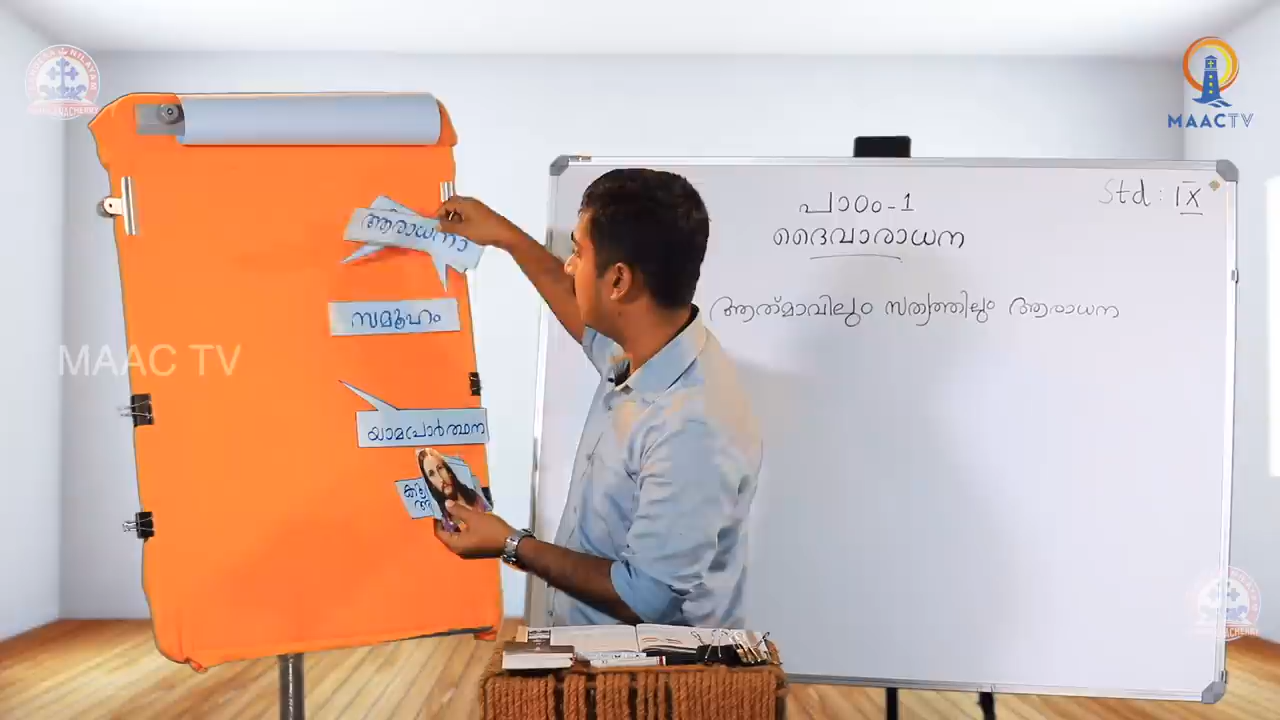 MAACTV
Std : IX
പാഠം-1
ദൈവാരാധന
ആത്മാവിലും സത്യത്തിലും ആരാധന
ആരാധനാ
സമൂഹം
MAAC TV
യാമപ്രാർത്ഥന